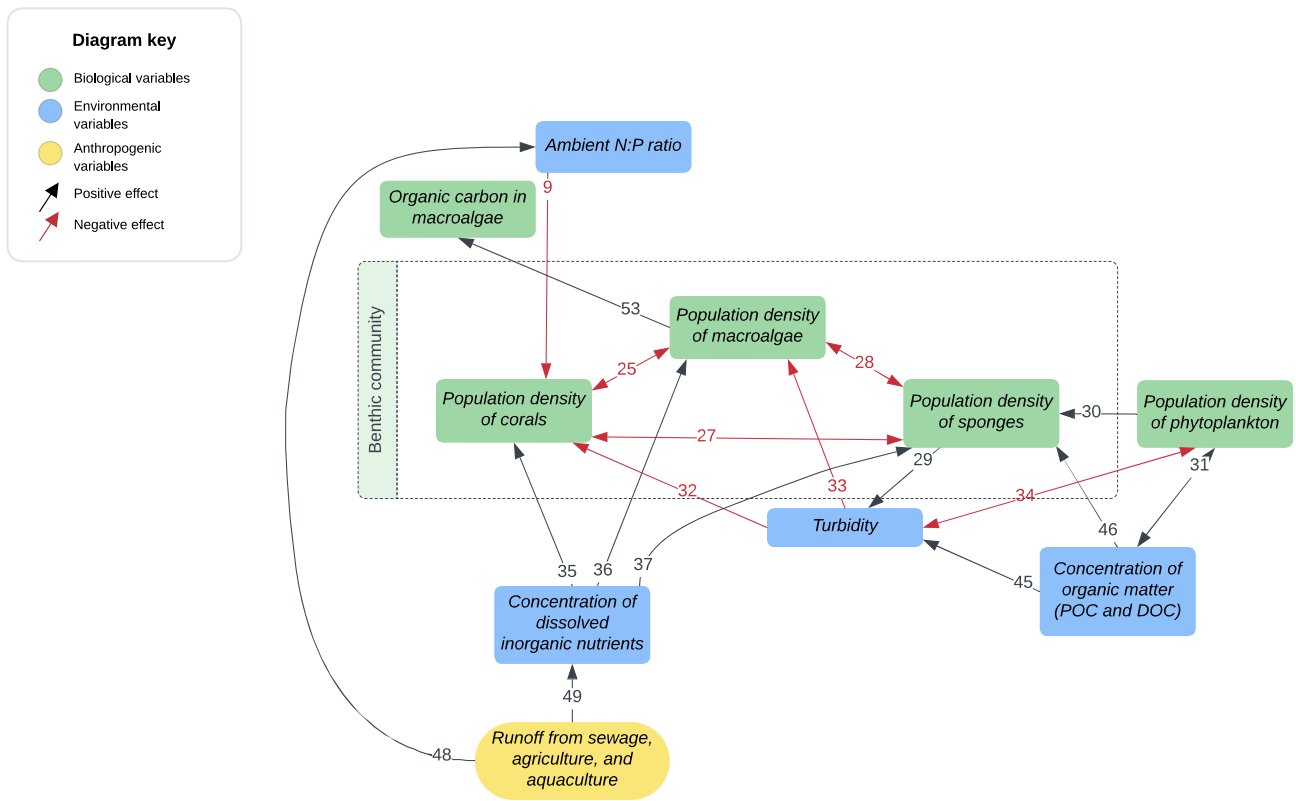 Diagram key
Biological variables
Environmental
variables
Anthropogenic
variables
Positive effect
Negative effect
Ambient N:P ratio
9
Organic carbon in
macroalgae
53
Benthic community
Population density
of macroalgae
25
28
Population density
of corals
27
Population density
of sponges
30
Population density
of phytoplankton
29
31
32
33
34
Turbidity
46
35
36
37
45
Concentration of
organic matter
(POC and DOC)
Concentration of
dissolved
inorganic nutrients
49
48
Runoff from sewage,
agriculture, and
aquaculture